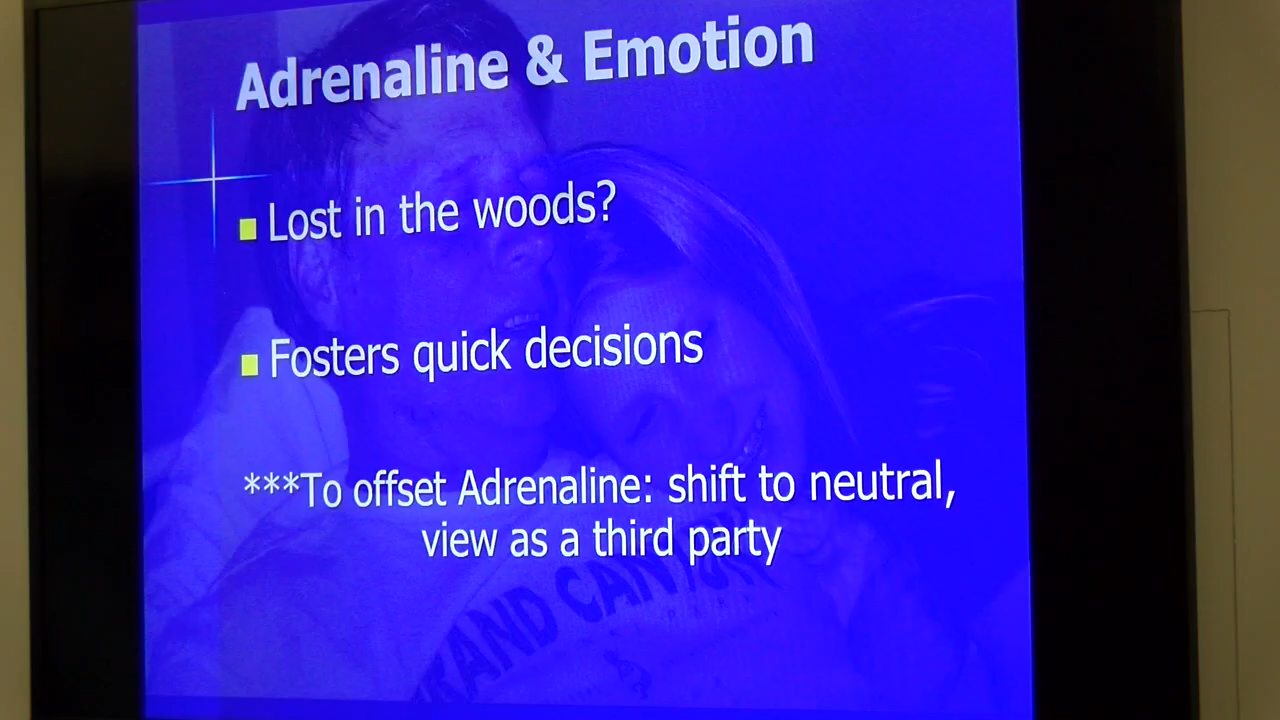 Adrenaline & Emotion
Lost in the woods?
Fosters quick decisions
***To offset Adrenaline: shift to neutral,
view as a third party